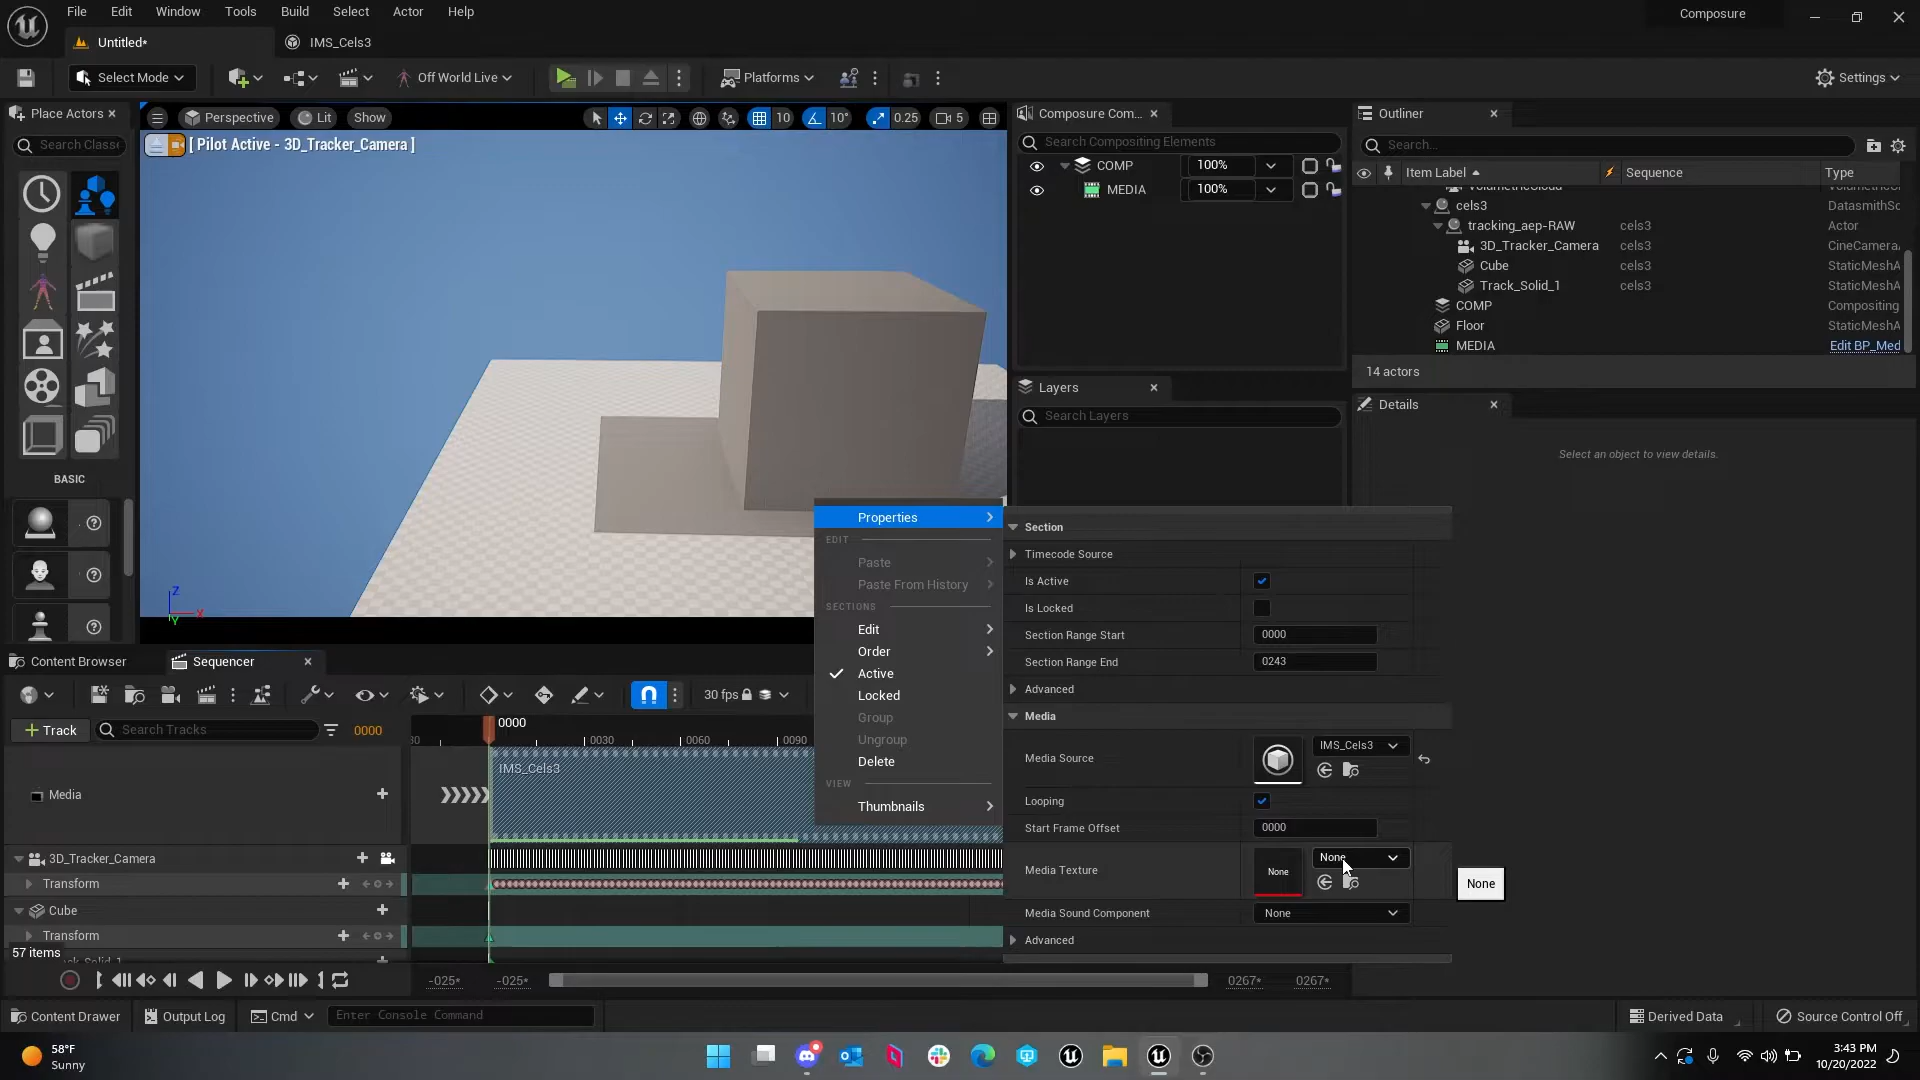 File Edit Window Tools Build Select Actor Help
Composure
Untitled*
IMS_Cels3
Select Mode
Off World Live
Platforms
Settings
Place Actors
Search Classe
BASIC
Perspective
Lit
Show
10
10°
0.25
5
[ Pilot Active - 3D_Tracker_Camera ]
Z
X
Y
Composure Com...
Search Compositing Elements
COMP 100%
MEDIA 100%
Layers
Search Layers
Outliner
Search...
Item Label
Sequence
Type
VolumetricCloud
cels3 DatasmithSc
tracking_aep-RAW cels3 Actor
3D_Tracker_Camera cels3 CineCamera
Cube cels3 StaticMeshA
Track_Solid_1 cels3 StaticMeshA
COMP Compositing
Floor StaticMeshA
MEDIA Edit BP_Med
14 actors
Details
Select an object to view details.
Properties
EDIT
Paste
Paste From History
SECTIONS
Edit
Order
Active
Locked
Group
Ungroup
Delete
VIEW
Thumbnails
Section
Timecode Source
Is Active
Is Locked
Section Range Start 0000
Section Range End 0243
Advanced
Media
Media Source IMS_Cels3
Looping
Start Frame Offset 0000
Media Texture None None
None
Media Sound Component None
Advanced
Content Browser
Sequencer
30 fps
Track
Search Tracks
0000
0000
0030 0060 0090
IMS_Cels3
Media
3D_Tracker_Camera
Transform
Cube
Transform
57 items
-025* -025* 0267* 0267*
Content Drawer
Output Log
Cmd
Enter Console Command
Derived Data
Source Control Off
58°F
Sunny
3:43 PM
10/20/2022